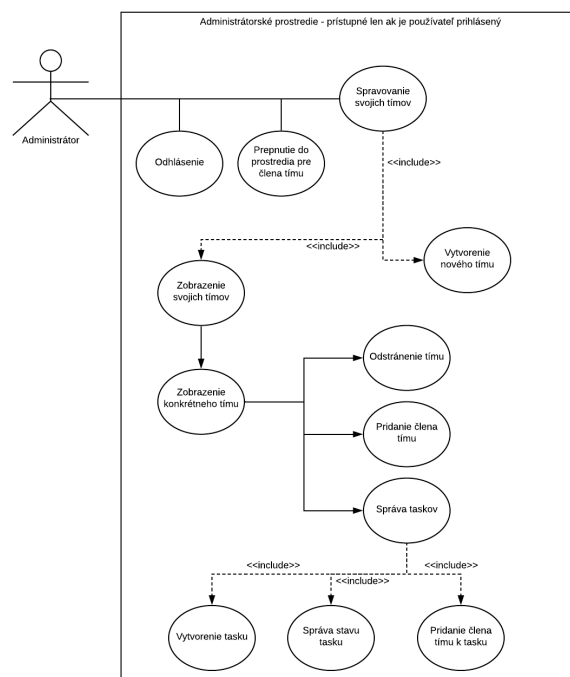 Administrátorské prostredie - prístupné len ak je používateľ prihlásený
Administrátor
Spravovanie
svojich tímov
Odhlásenie
Prepnutie do
prostredia pre
člena tímu
<<include>>
<<include>>
Vytvorenie
nového tímu
Zobrazenie
svojich tímov
Zobrazenie
konkrétneho tímu
Odstránenie tímu
Pridanie člena
tímu
Správa taskov
<<include>>
<<include>>
<<include>>
Vytvorenie tasku
Správa stavu
tasku
Pridanie člena
tímu k tasku